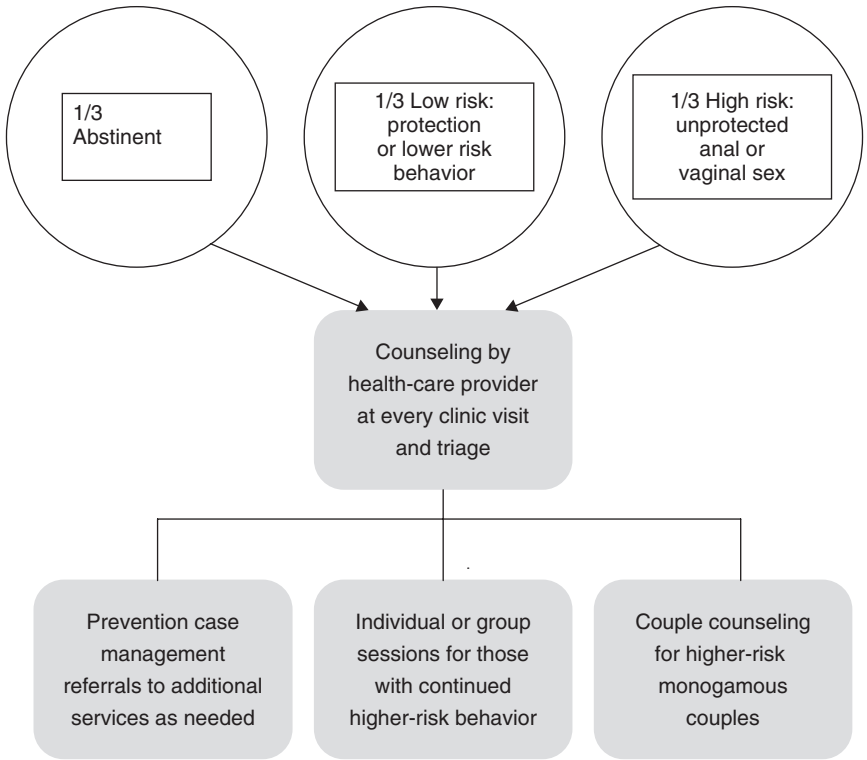 1/3
Abstinent
1/3 Low risk:
protection
or lower risk
behavior
1/3 High risk:
unprotected
anal or
vaginal sex
Counseling by
health-care provider
at every clinic visit
and triage
Prevention case
management
referrals to additional
services as needed
Individual or group
sessions for those
with continued
higher-risk behavior
Couple counseling
for higher-risk
monogamous
couples